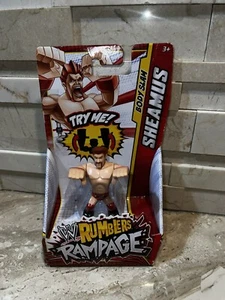 3+
BODY SLAM
SHEAMUS
TRY ME!
W
RUMBLERS
RAMPAGE